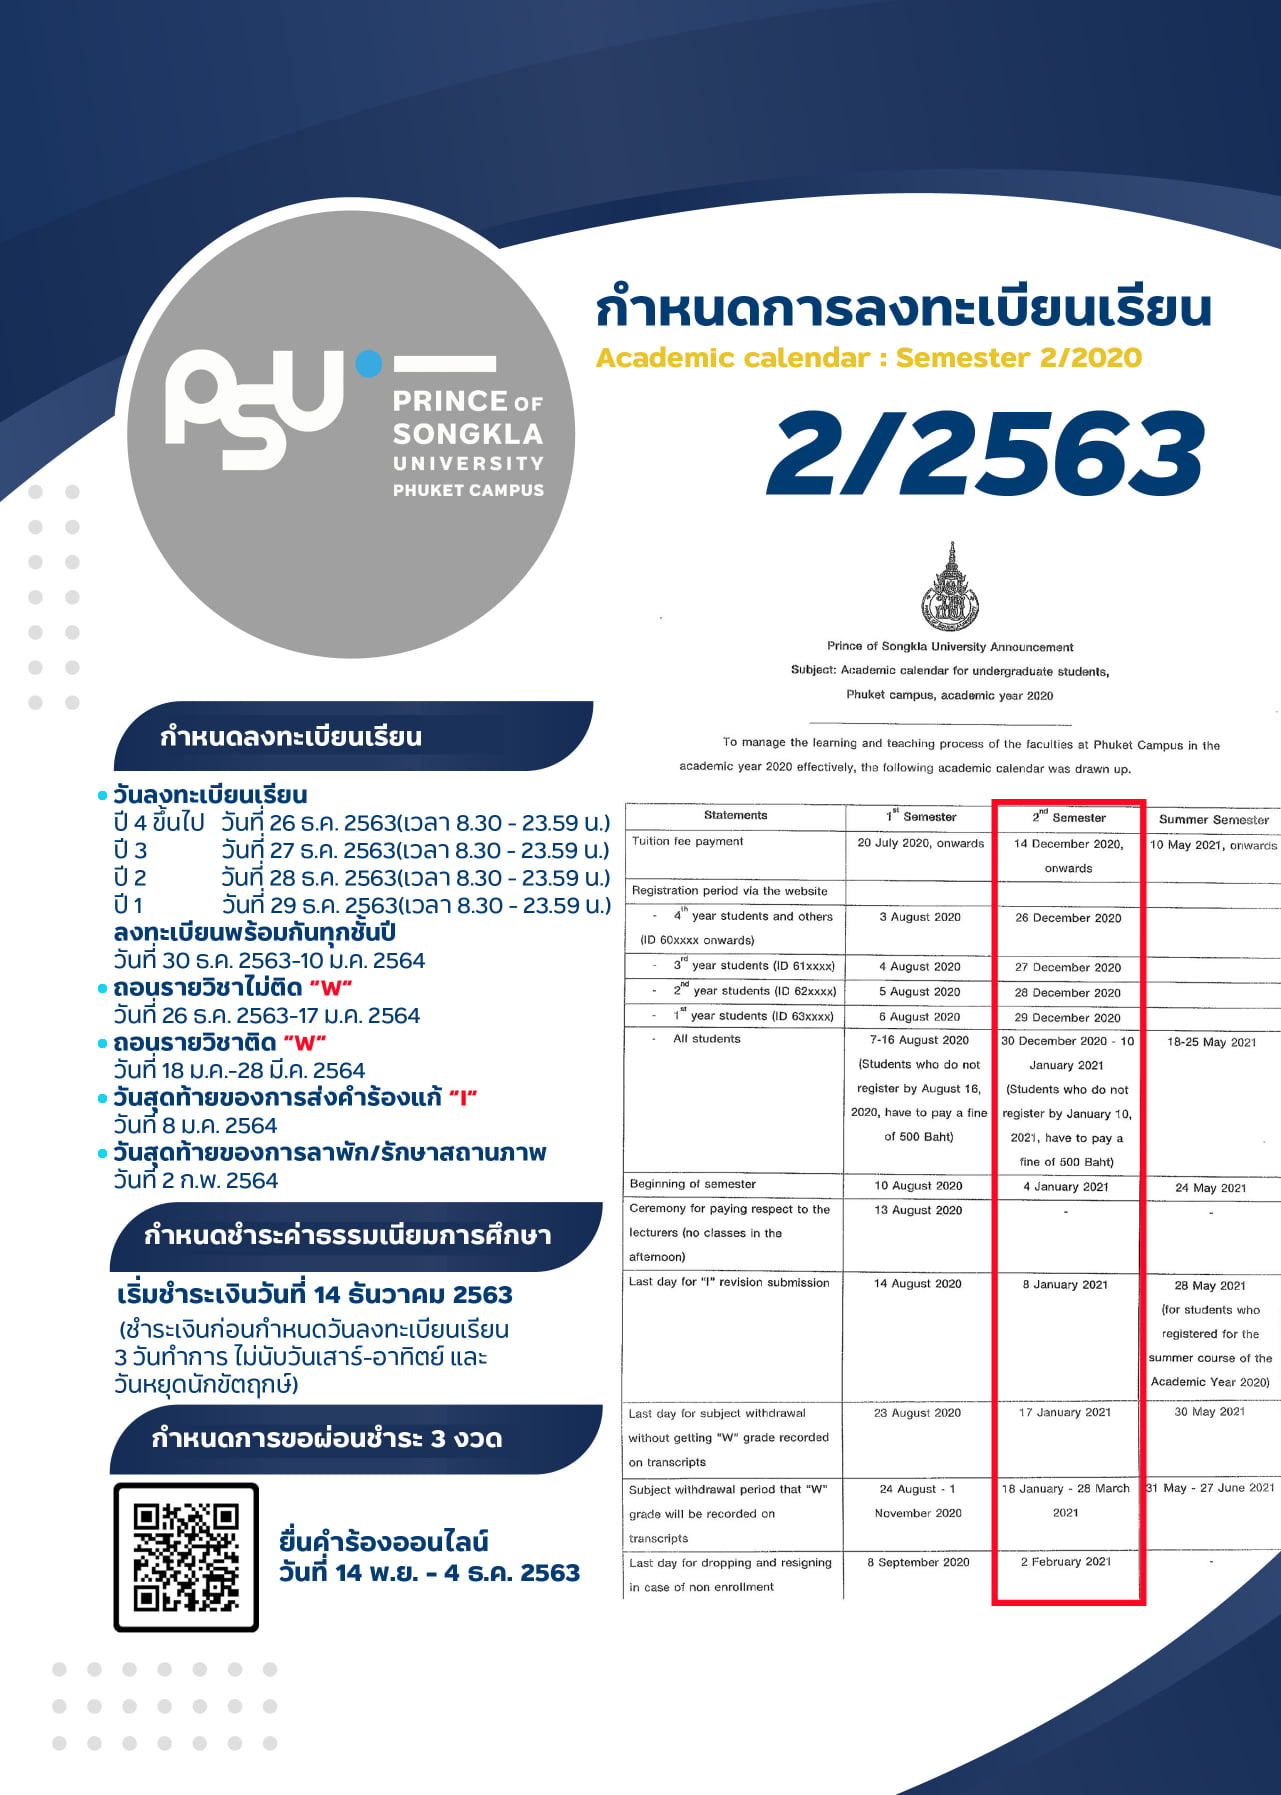 กำหนดการลงทะเบียนเรียน
Academic calendar : Semester 2/2020
2/2563
PSU
PRINCE OF
SONGKLA
UNIVERSITY
PHUKET CAMPUS
กำหนดลงทะเบียนเรียน
วันลงทะเบียนเรียน
ปี 4 ขึ้นไป วันที่ 26 ธ.ค. 2563(เวลา 8.30 - 23.59 น.)
ปี 3 วันที่ 27 ธ.ค. 2563(เวลา 8.30 - 23.59 น.)
ปี 2 วันที่ 28 ธ.ค. 2563(เวลา 8.30 - 23.59 น.)
ปี 1 วันที่ 29 ธ.ค. 2563(เวลา 8.30 - 23.59 น.)
ลงทะเบียนพร้อมกันทุกชั้นปี
วันที่ 30 ธ.ค. 2563-10 ม.ค. 2564
ถอนรายวิชาไม่ติด "W"
วันที่ 26 ธ.ค. 2563-17 ม.ค. 2564
ถอนรายวิชาติด "W"
วันที่ 18 ม.ค.-28 มี.ค. 2564
วันสุดท้ายของการส่งคำร้องแก้ "I"
วันที่ 8 ม.ค. 2564
วันสุดท้ายของการลาพัก/รักษาสถานภาพ
วันที่ 2 ก.พ. 2564
กำหนดชำระค่าธรรมเนียมการศึกษา
เริ่มชำระเงินวันที่ 14 ธันวาคม 2563
(ชำระเงินก่อนกำหนดวันลงทะเบียนเรียน
3 วันทำการ ไม่นับวันเสาร์-อาทิตย์ และ
วันหยุดนักขัตฤกษ์)
กำหนดการขอผ่อนชำระ 3 งวด
ยื่นคำร้องออนไลน์
วันที่ 14 พ.ย. - 4 ธ.ค. 2563
Prince of Songkla University Announcement
Subject: Academic calendar for undergraduate students,
Phuket campus, academic year 2020
To manage the learning and teaching process of the faculties at Phuket Campus in the
academic year 2020 effectively, the following academic calendar was drawn up.
Statements 1st Semester 2nd Semester Summer Semester
Tuition fee payment 20 July 2020, onwards 14 December 2020, 10 May 2021, onwards
onwards
Registration period via the website
- 4th year students and others 3 August 2020 26 December 2020
(ID 60xxxx onwards)
- 3rd year students (ID 61xxxx) 4 August 2020 27 December 2020
- 2nd year students (ID 62xxxx) 5 August 2020 28 December 2020
- 1st year students (ID 63xxxx) 6 August 2020 29 December 2020
- All students 7-16 August 2020 30 December 2020 - 10 18-25 May 2021
(Students who do not January 2021
register by August 16, (Students who do not
2020, have to pay a fine register by January 10,
of 500 Baht) 2021, have to pay a
fine of 500 Baht)
Beginning of semester 10 August 2020 4 January 2021 24 May 2021
Ceremony for paying respect to the 13 August 2020 - -
lecturers (no classes in the
afternoon)
Last day for "I" revision submission 14 August 2020 8 January 2021 28 May 2021
(for students who
registered for the
summer course of the
Academic Year 2020)
Last day for subject withdrawal 23 August 2020 17 January 2021 30 May 2021
without getting "W" grade recorded
on transcripts
Subject withdrawal period that "W" 24 August - 1 18 January - 28 March 31 May - 27 June 2021
grade will be recorded on November 2020 2021
transcripts
Last day for dropping and resigning 8 September 2020 2 February 2021 -
in case of non enrollment